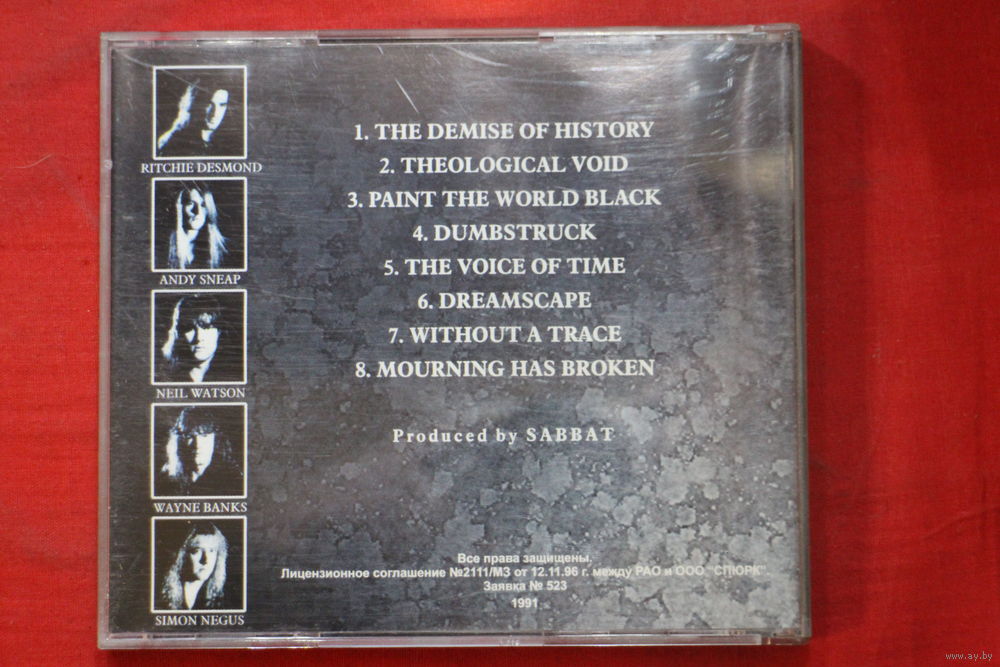 RITCHIE DESMOND
ANDY SNEAP
NEIL WATSON
WAYNE BANKS
SIMON NEGUS
1. THE DEMISE OF HISTORY
2. THEOLOGICAL VOID
3. PAINT THE WORLD BLACK
4. DUMBSTRUCK
5. THE VOICE OF TIME
6. DREAMSCAPE
7. WITHOUT A TRACE
8. MOURNING HAS BROKEN
Produced by SABBAT
Все права защищены.
Лицензионное соглашение №2111/МЗ от 12.11.96 г. между РАО и ООО "СПЮРК".
Заявка № 523
1991
www.ay.by